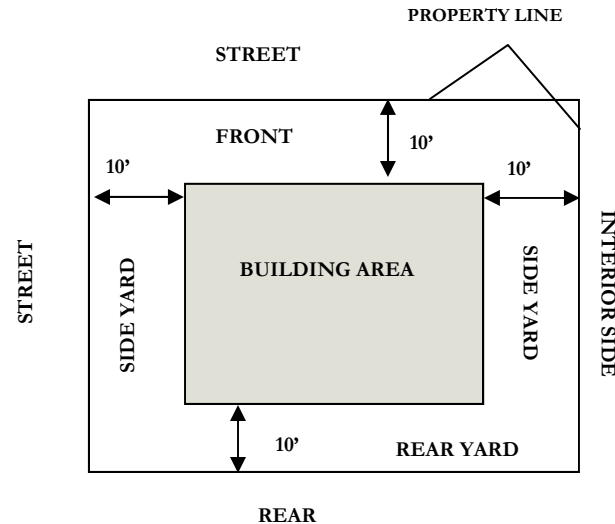 PROPERTY LINE
STREET
FRONT
10’
10’
10’
STREET
SIDE YARD
BUILDING AREA
SIDE YARD
INTERIOR SIDE
10’
REAR YARD
REAR